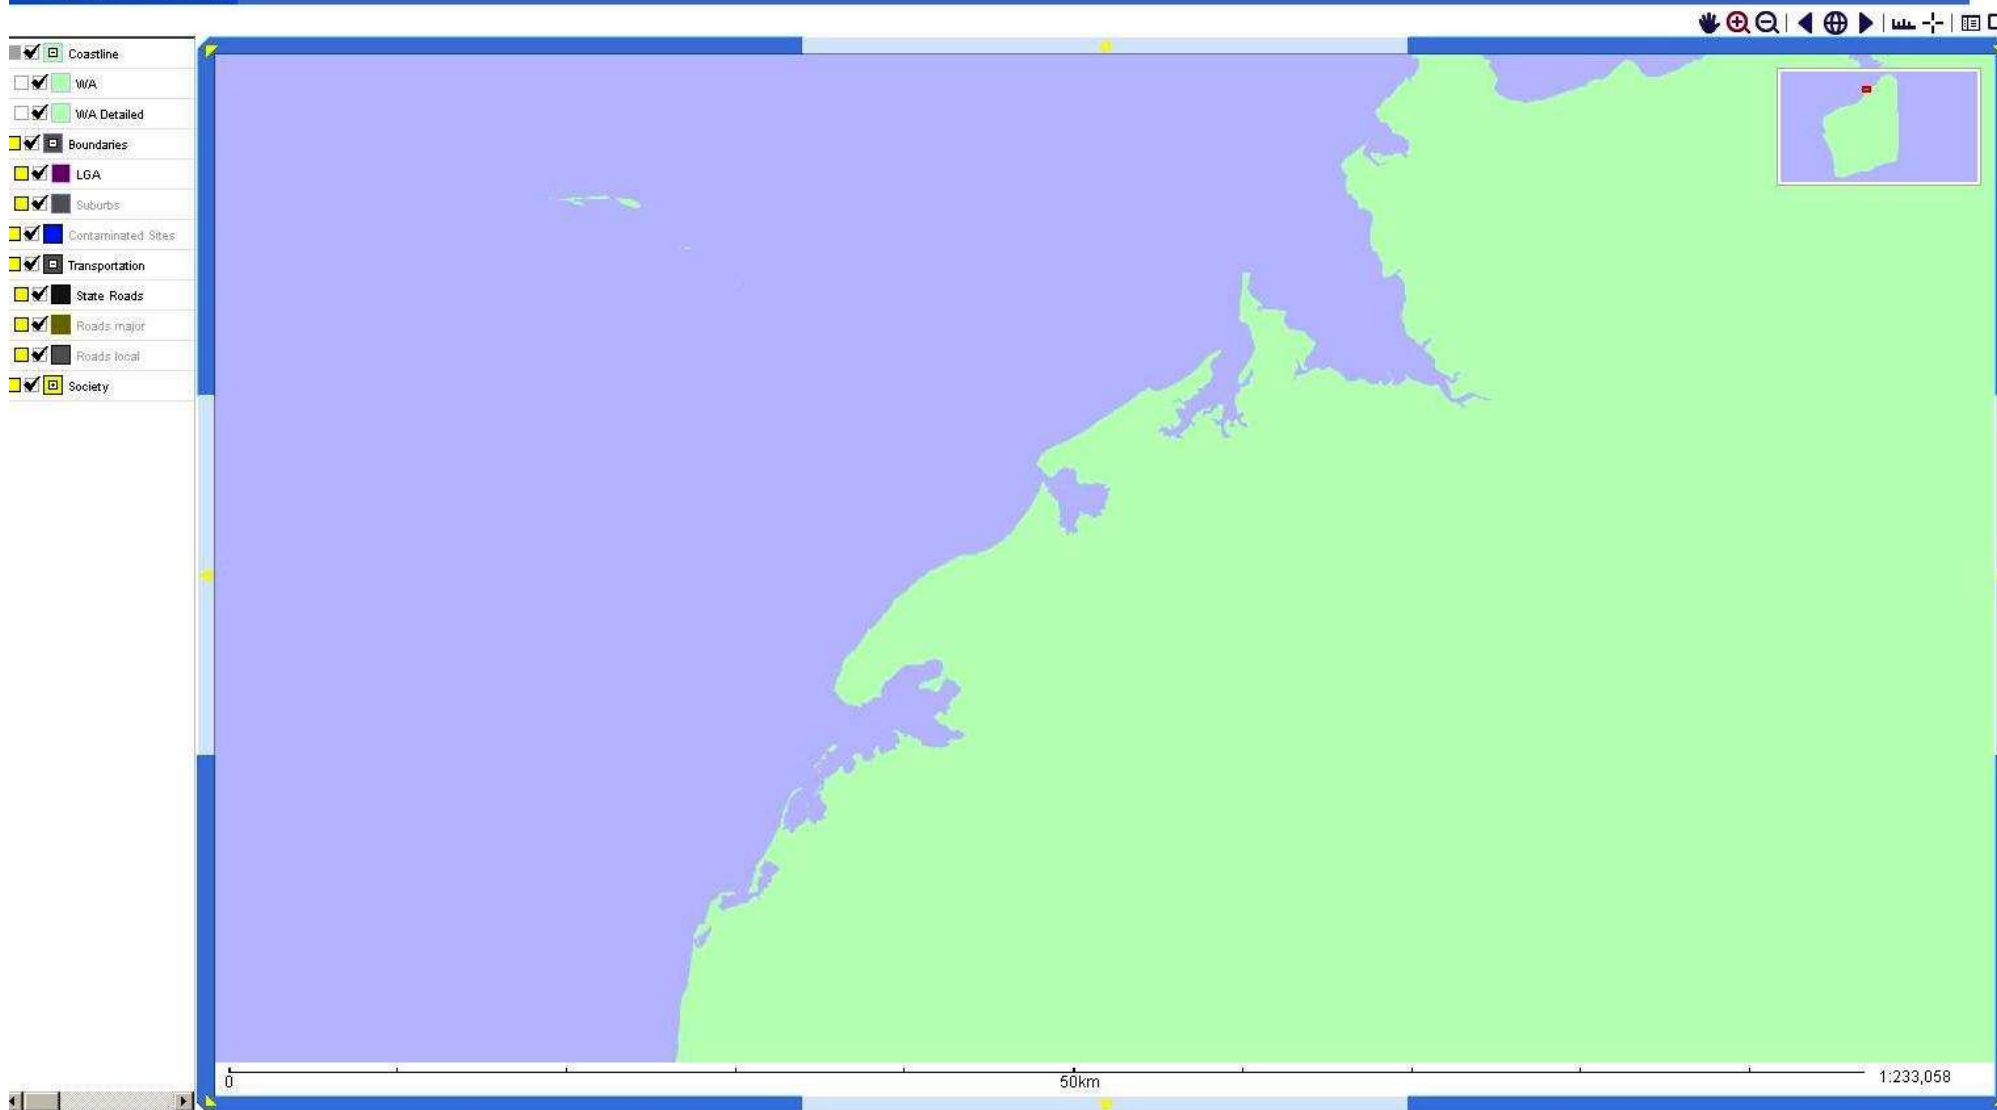 Coastline
WA
WA Detailed
Boundaries
LGA
Suburbs
Contaminated Sites
Transportation
State Roads
Roads major
Roads local
Society
0
50km
1:233,058